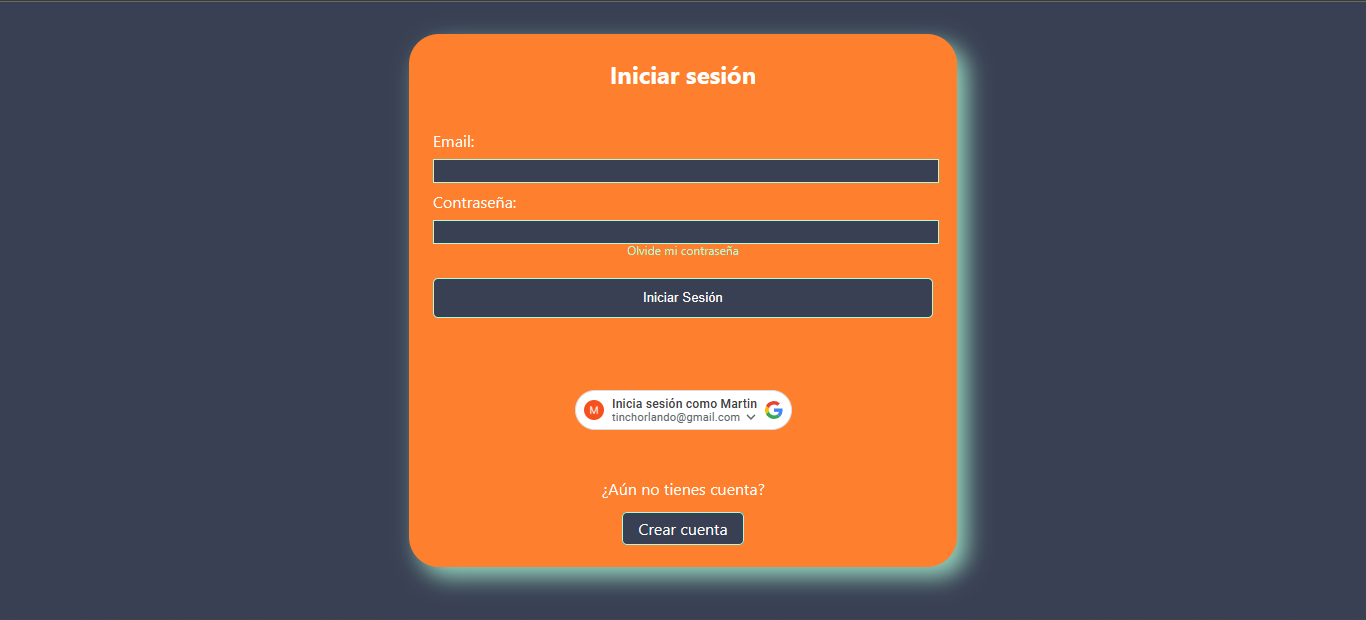 Iniciar sesión
Email:
Contraseña:
Olvide mi contraseña
Iniciar Sesión
M
Inicia sesión como Martin
tinchorlando@gmail.com
G
¿Aún no tienes cuenta?
Crear cuenta